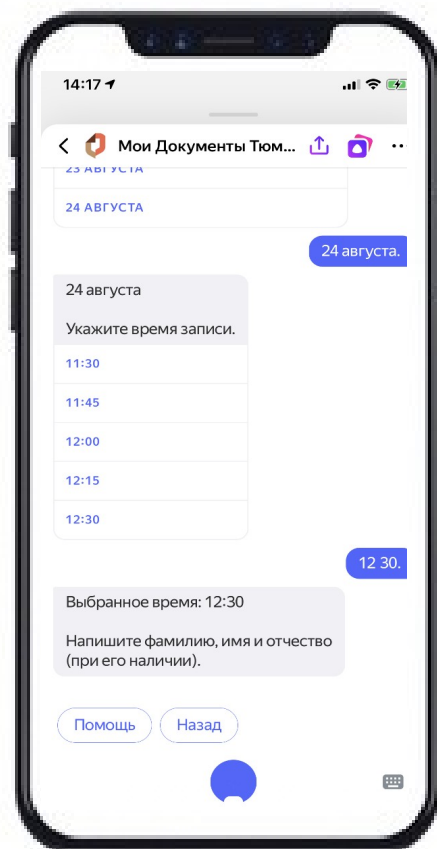 14:17
Мои Документы Тюм...
23 АВГУСТА
24 АВГУСТА
24 августа.
24 августа
Укажите время записи.
11:30
11:45
12:00
12:15
12:30
12 30.
Выбранное время: 12:30
Напишите фамилию, имя и отчество
(при его наличии).
Помощь Назад